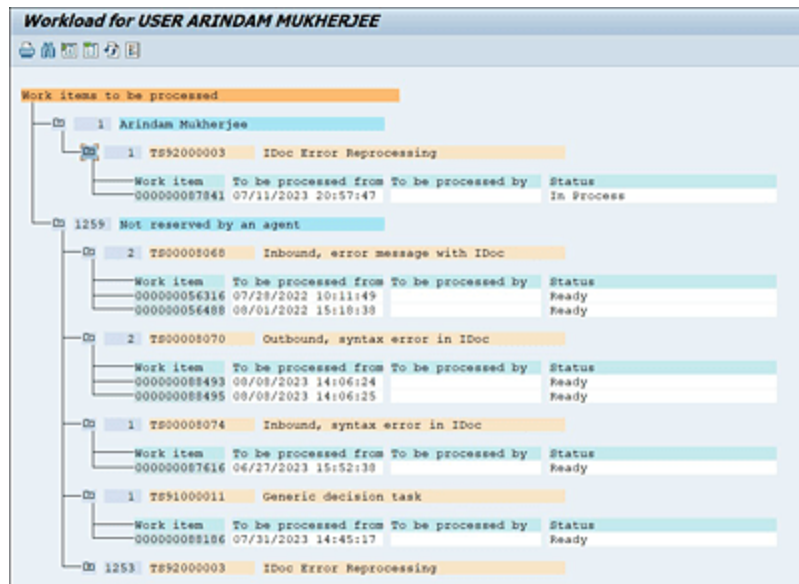 Workload for USER ARINDAM MUKHERJEE
Work items to be processed
1 Arindam Mukherjee
1 TS92000003 IDoc Error Reprocessing
Work item To be processed from To be processed by Status
000000087841 07/11/2023 20:57:47 In Process
1259 Not reserved by an agent
2 TS00008068 Inbound, error message with IDoc
Work item To be processed from To be processed by Status
000000056316 07/28/2022 10:11:49 Ready
000000056488 08/01/2022 15:18:38 Ready
2 TS00008070 Outbound, syntax error in IDoc
Work item To be processed from To be processed by Status
000000088493 08/08/2023 14:06:24 Ready
000000088495 08/08/2023 14:06:25 Ready
1 TS00008074 Inbound, syntax error in IDoc
Work item To be processed from To be processed by Status
000000087616 06/27/2023 15:52:38 Ready
1 TS91000011 Generic decision task
Work item To be processed from To be processed by Status
000000088186 07/31/2023 14:45:17 Ready
1253 TS92000003 IDoc Error Reprocessing